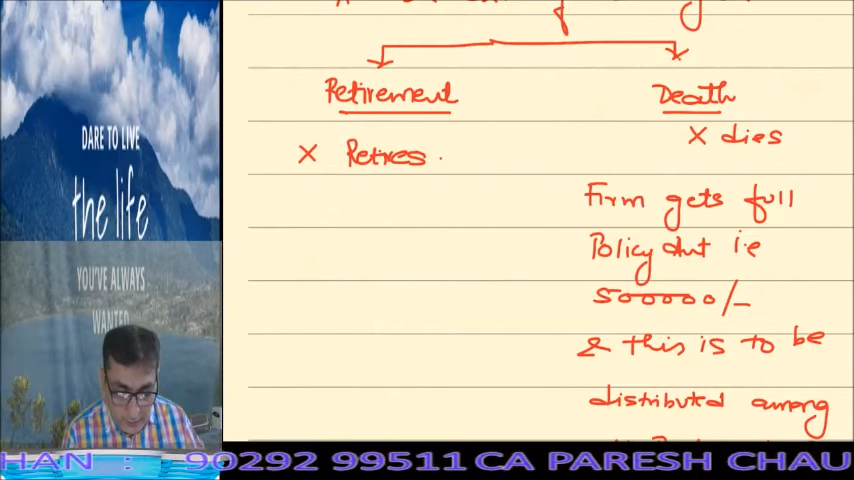 DARE TO LIVE
the life
YOU'VE ALWAYS
WANTED
Retirement
Death
X Retires.
X dies
Firm gets full
Policy amt i.e
500000/-
& this is to be
distributed among
HAN : 90292 99511 CA PARESH CHAU